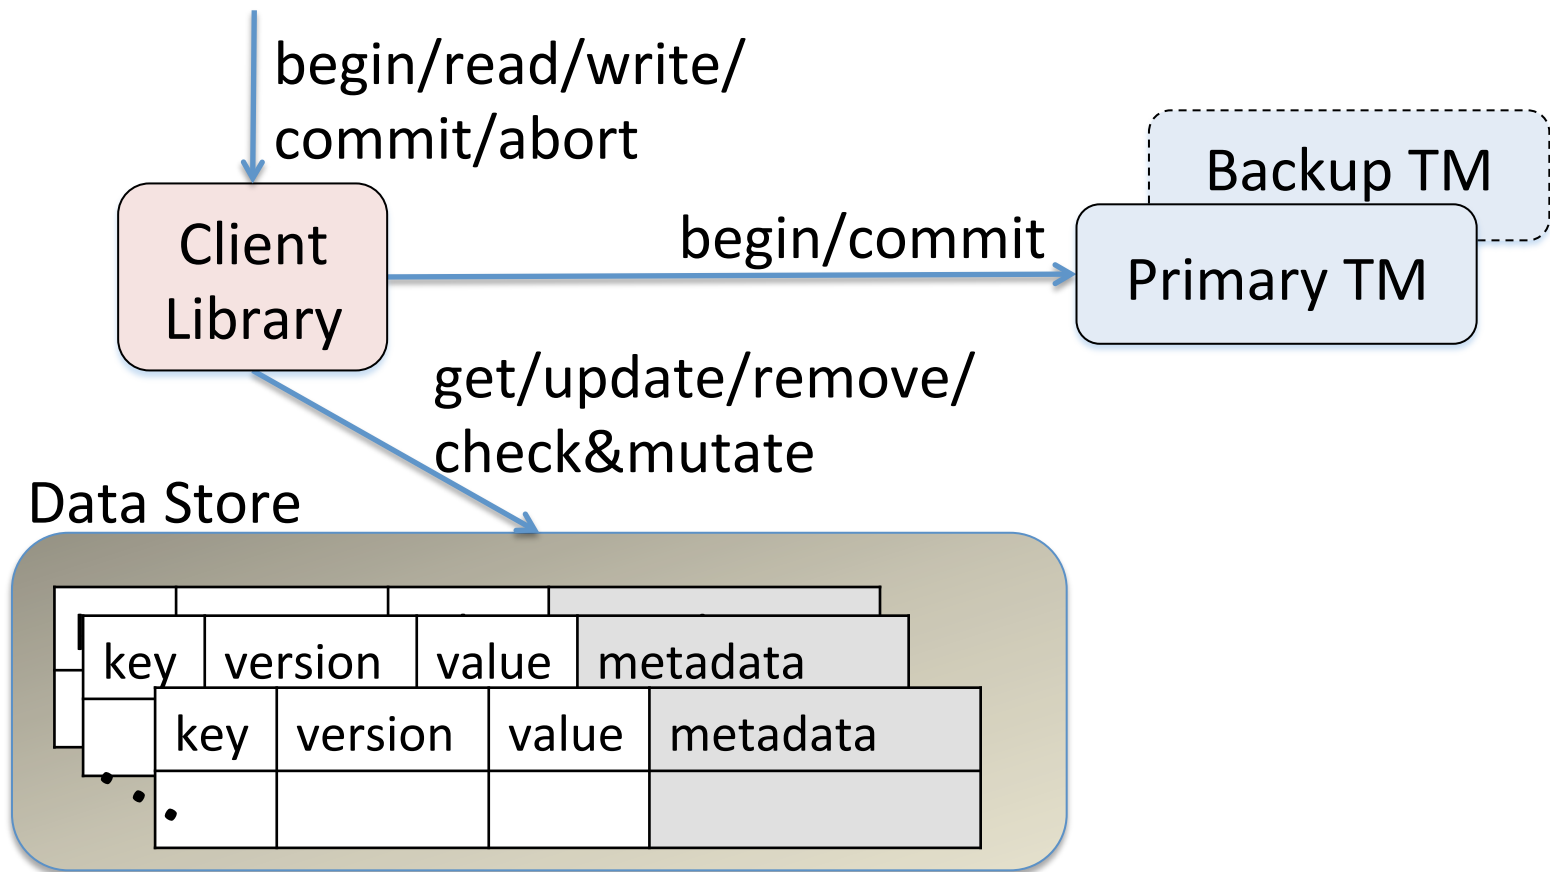 begin/read/write/
commit/abort
Backup TM
Client
Library
begin/commit
Primary TM
get/update/remove/
check&mutate
Data Store
key version value metadata
key version value metadata